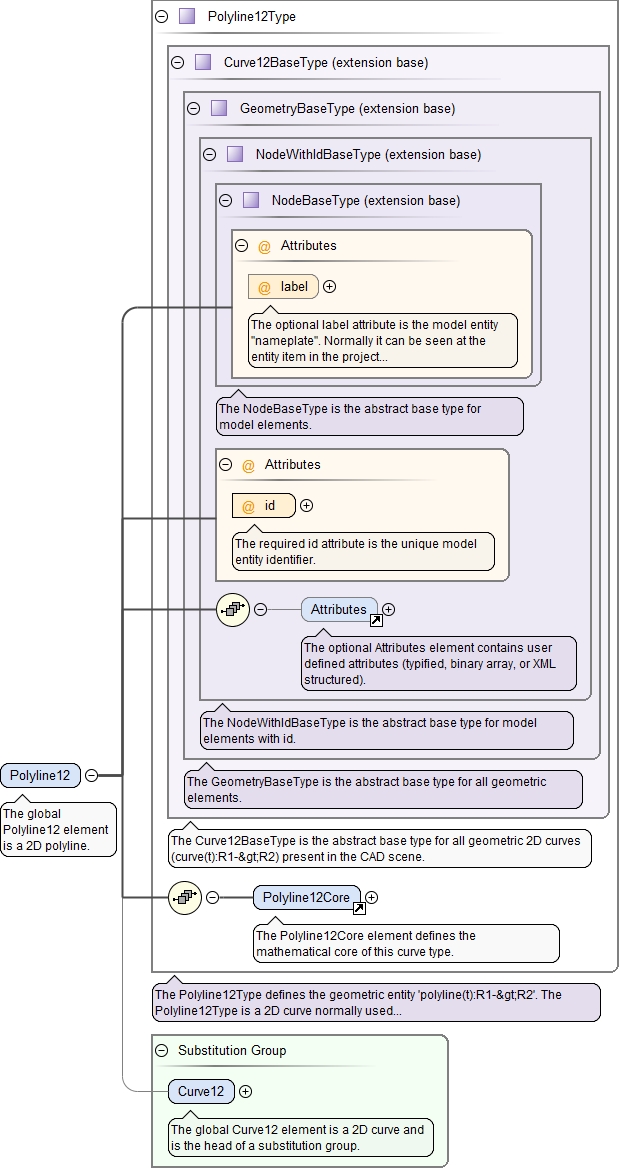 Polyline12Type
Curve12BaseType (extension base)
GeometryBaseType (extension base)
NodeWithIdBaseType (extension base)
NodeBaseType (extension base)
@ Attributes
@ label
The optional label attribute is the model entity
"nameplate". Normally it can be seen at the
entity item in the project...
The NodeBaseType is the abstract base type for
model elements.
@ Attributes
@ id
The required id attribute is the unique model
entity identifier.
Attributes
The optional Attributes element contains user
defined attributes (typified, binary array, or XML
structured).
The NodeWithIdBaseType is the abstract base type for model
elements with id.
Polyline12
The global
Polyline12 element
is a 2D polyline.
The GeometryBaseType is the abstract base type for all geometric
elements.
The Curve12BaseType is the abstract base type for all geometric 2D curves
(curve(t):R1-&gt;R2) present in the CAD scene.
Polyline12Core
The Polyline12Core element defines the
mathematical core of this curve type.
The Polyline12Type defines the geometric entity 'polyline(t):R1-&gt;R2'. The
Polyline12Type is a 2D curve normally used...
Substitution Group
Curve12
The global Curve12 element is a 2D curve and
is the head of a substitution group.